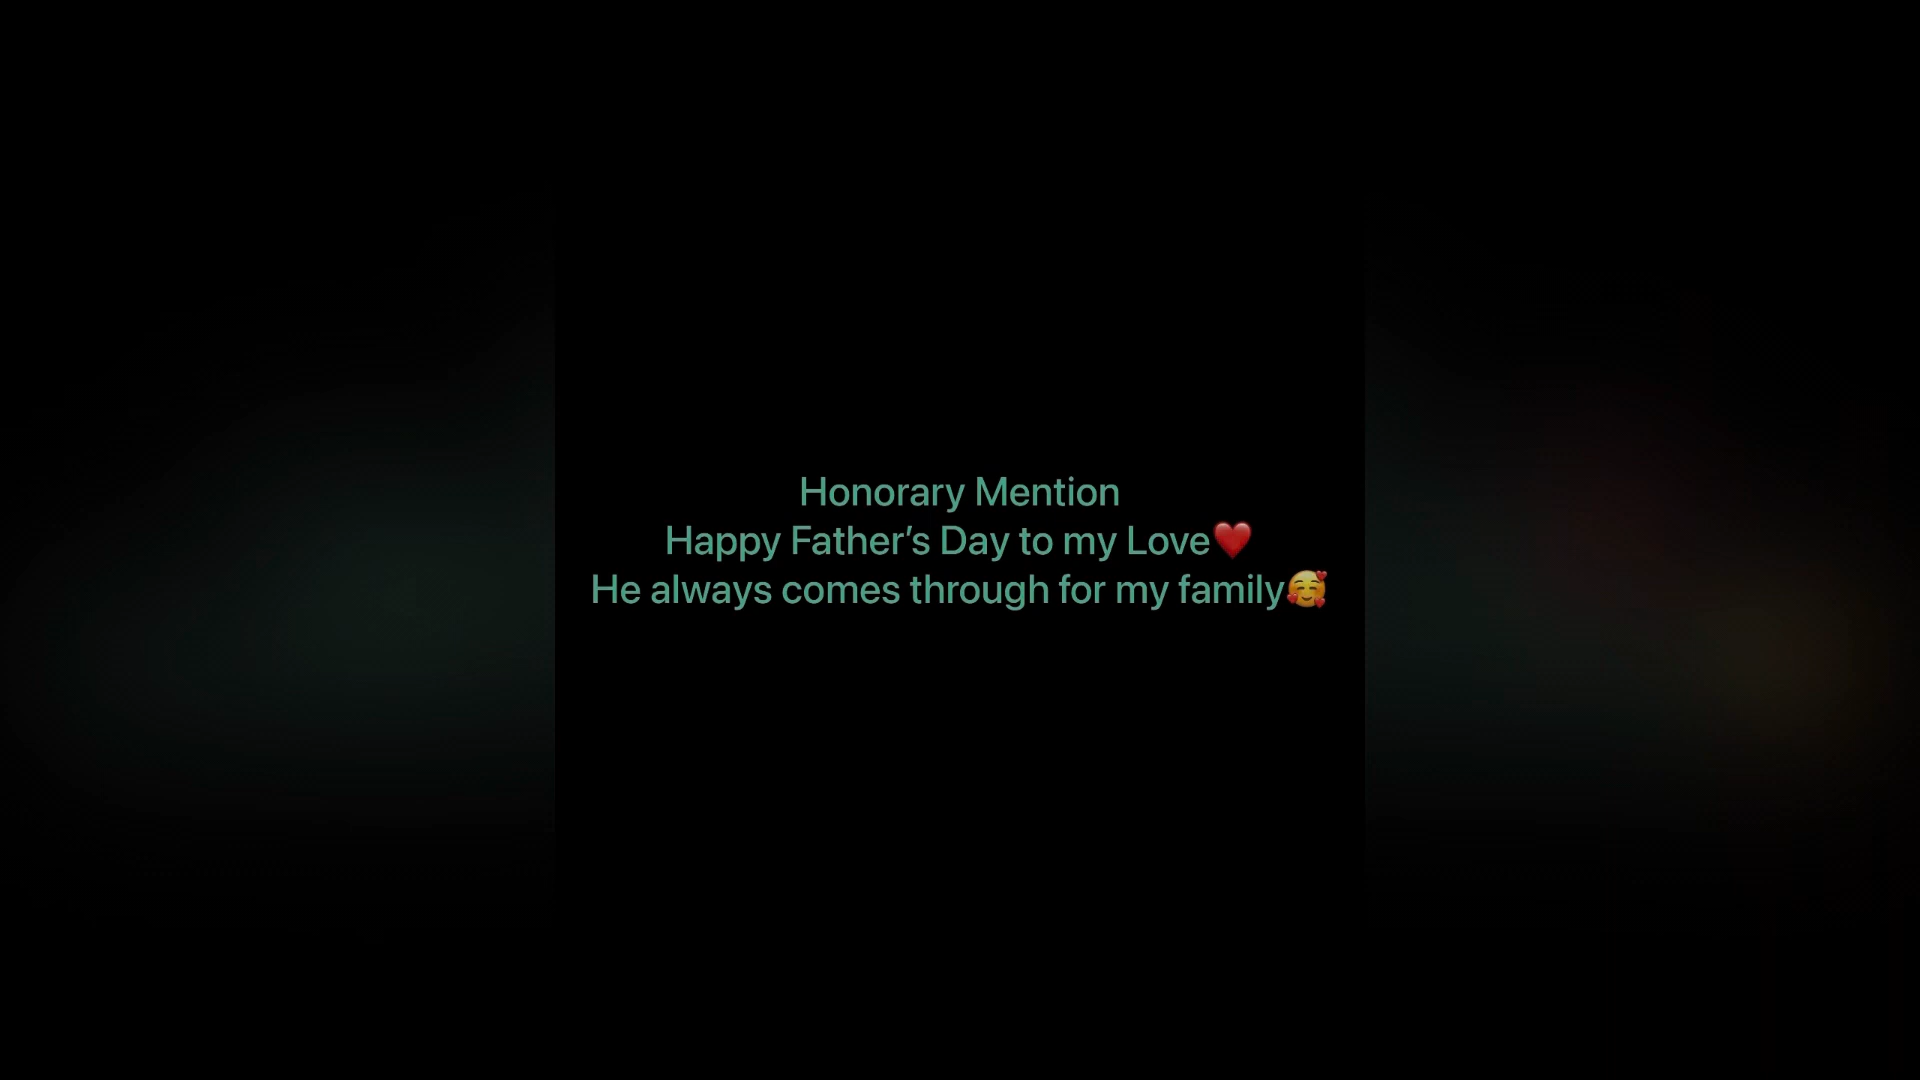 Honorary Mention
Happy Father’s Day to my Love❤️
He always comes through for my family🥰